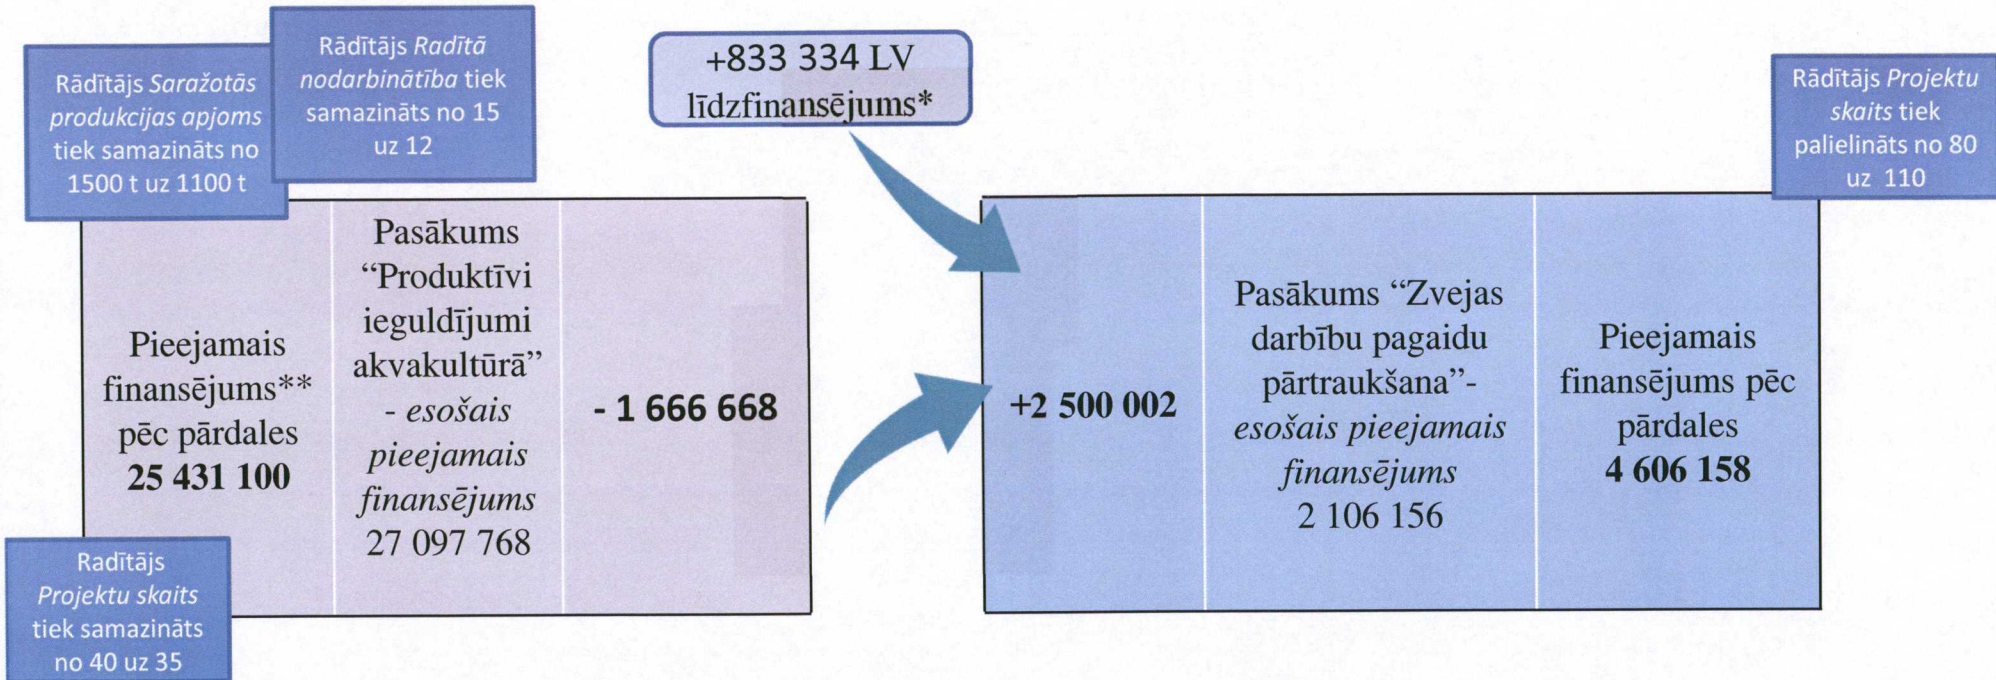 Rādītājs Saražotās
produkcijas apjoms
tiek samazināts no
1500 t uz 1100 t
Rādītājs Radītā
nodarbinātība tiek
samazināts no 15
uz 12
+833 334 LV
līdzfinansējums*
Rādītājs Projektu
skaits tiek
palielināts no 80
uz 110
Pieejamais
finansējums**
pēc pārdales
25 431 100
Pasākums
“Produktīvi
ieguldījumi
akvakultūrā”
- esošais
pieejamais
finansējums
27 097 768
- 1 666 668
+2 500 002
Pasākums “Zvejas
darbību pagaidu
pārtraukšana”-
esošais pieejamais
finansējums
2 106 156
Pieejamais
finansējums pēc
pārdales
4 606 158
Radītājs
Projektu skaits
tiek samazināts
no 40 uz 35